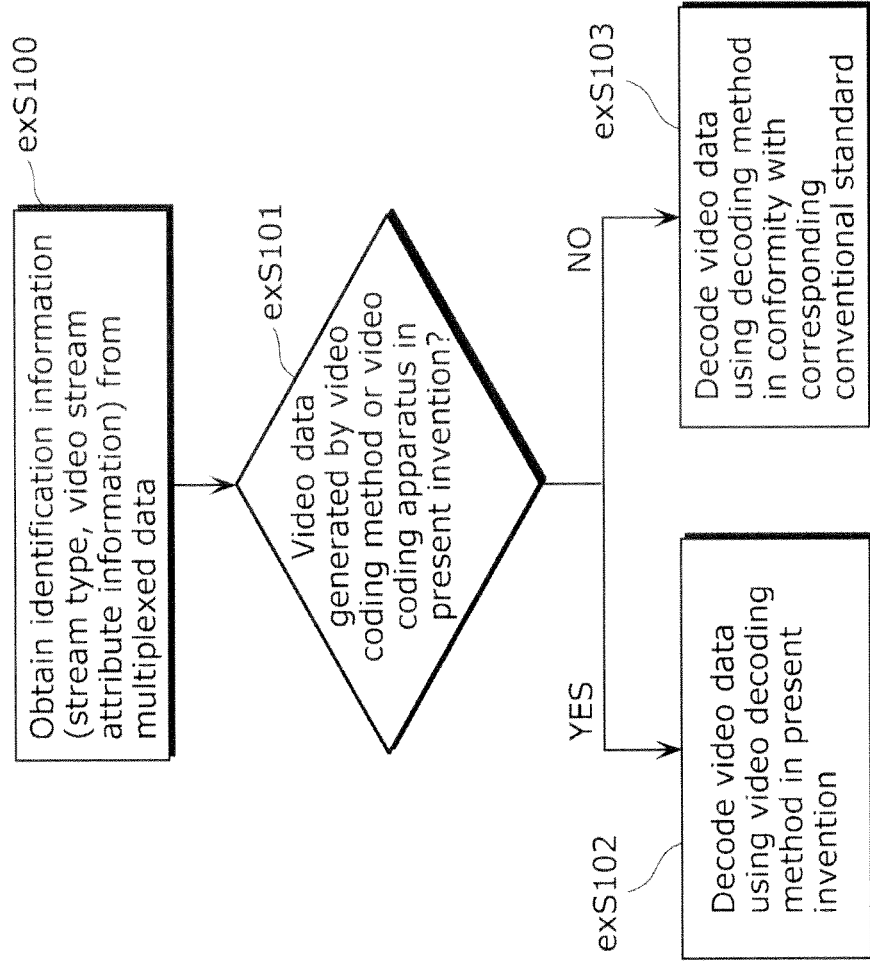 exS100
Obtain identification information
(stream type, video stream
attribute information) from
multiplexed data
exS101
Video data
generated by video
coding method or video
coding apparatus in
present invention?
YES
NO
exS102
Decode video data
using video decoding
method in present
invention
exS103
Decode video data
using decoding method
in conformity with
corresponding
conventional standard